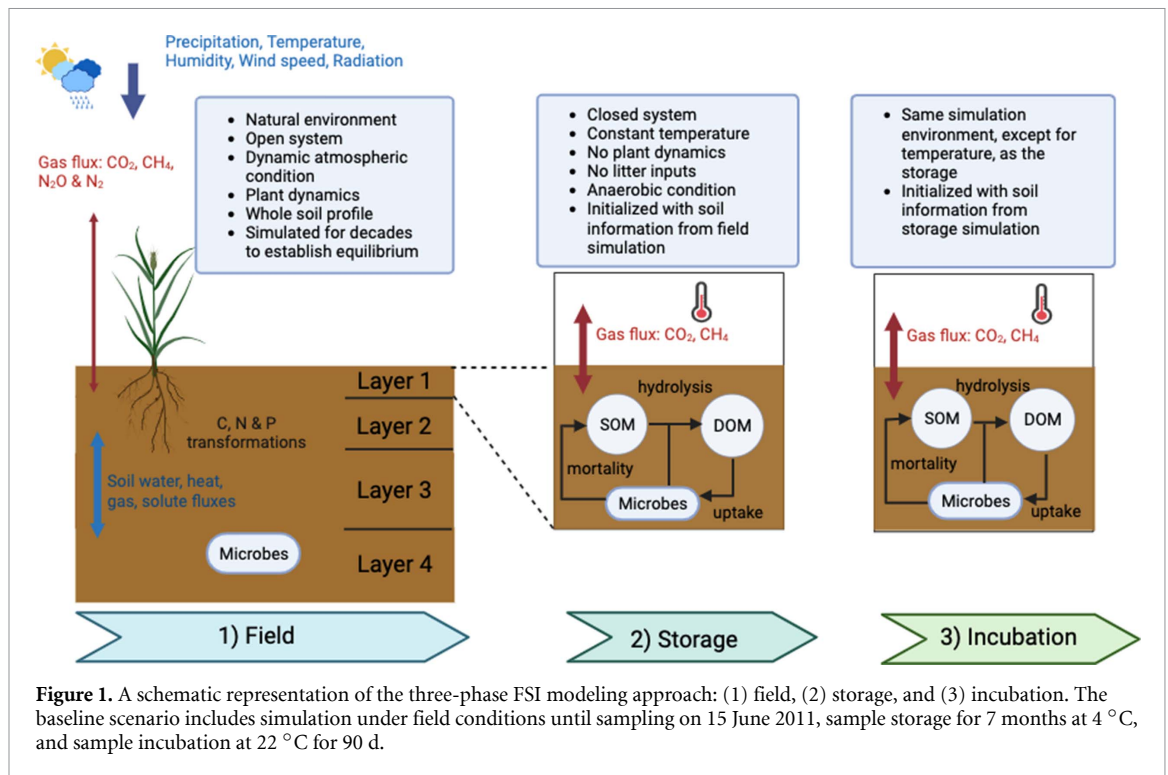 Precipitation, Temperature,
Humidity, Wind speed, Radiation
Gas flux: CO₂, CH₄,
N₂O & N₂
• Natural environment
• Open system
• Dynamic atmospheric
condition
• Plant dynamics
• Whole soil profile
• Simulated for decades
to establish equilibrium
• Closed system
• Constant temperature
• No plant dynamics
• No litter inputs
• Anaerobic condition
• Initialized with soil
information from field
simulation
• Same simulation
environment, except for
temperature, as the
storage
• Initialized with soil
information from
storage simulation
Layer 1
Layer 2
Layer 3
Layer 4
C, N & P
transformations
Soil water, heat,
gas, solute fluxes
Microbes
Gas flux: CO₂, CH₄
hydrolysis
SOM
DOM
mortality
Microbes
uptake
Gas flux: CO₂, CH₄
hydrolysis
SOM
DOM
mortality
Microbes
uptake
1) Field
2) Storage
3) Incubation
Figure 1. A schematic representation of the three-phase FSI modeling approach: (1) field, (2) storage, and (3) incubation. The
baseline scenario includes simulation under field conditions until sampling on 15 June 2011, sample storage for 7 months at 4 °C,
and sample incubation at 22 °C for 90 d.